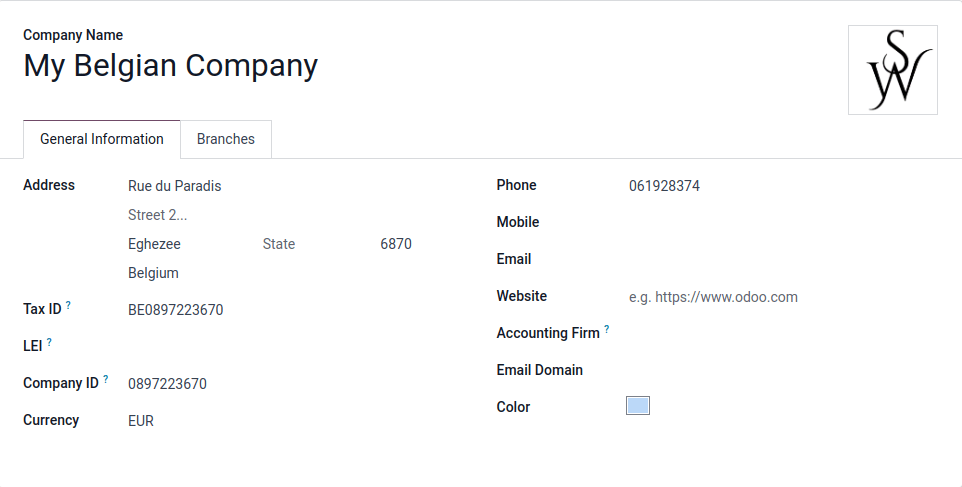 Company Name
My Belgian Company
SW
General Information
Branches
Address
Rue du Paradis
Street 2...
Eghezee State 6870
Belgium
Tax ID ? BE0897223670
LEI ?
Company ID ? 0897223670
Currency EUR
Phone 061928374
Mobile
Email
Website e.g. https://www.odoo.com
Accounting Firm ?
Email Domain
Color